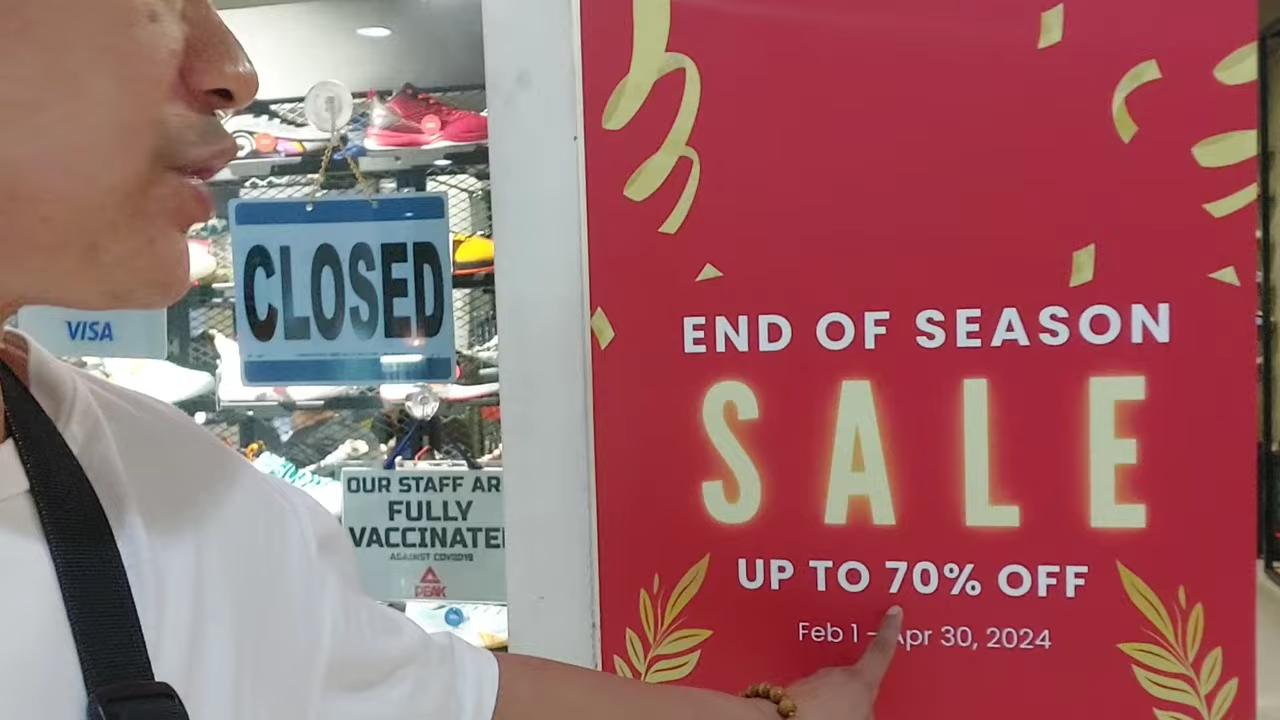 VISA
CLOSED
OUR STAFF AR
FULLY
VACCINATE
AGAINST COVID19
PEAK
END OF SEASON
SALE
UP TO 70% OFF
Feb 1 - Apr 30, 2024